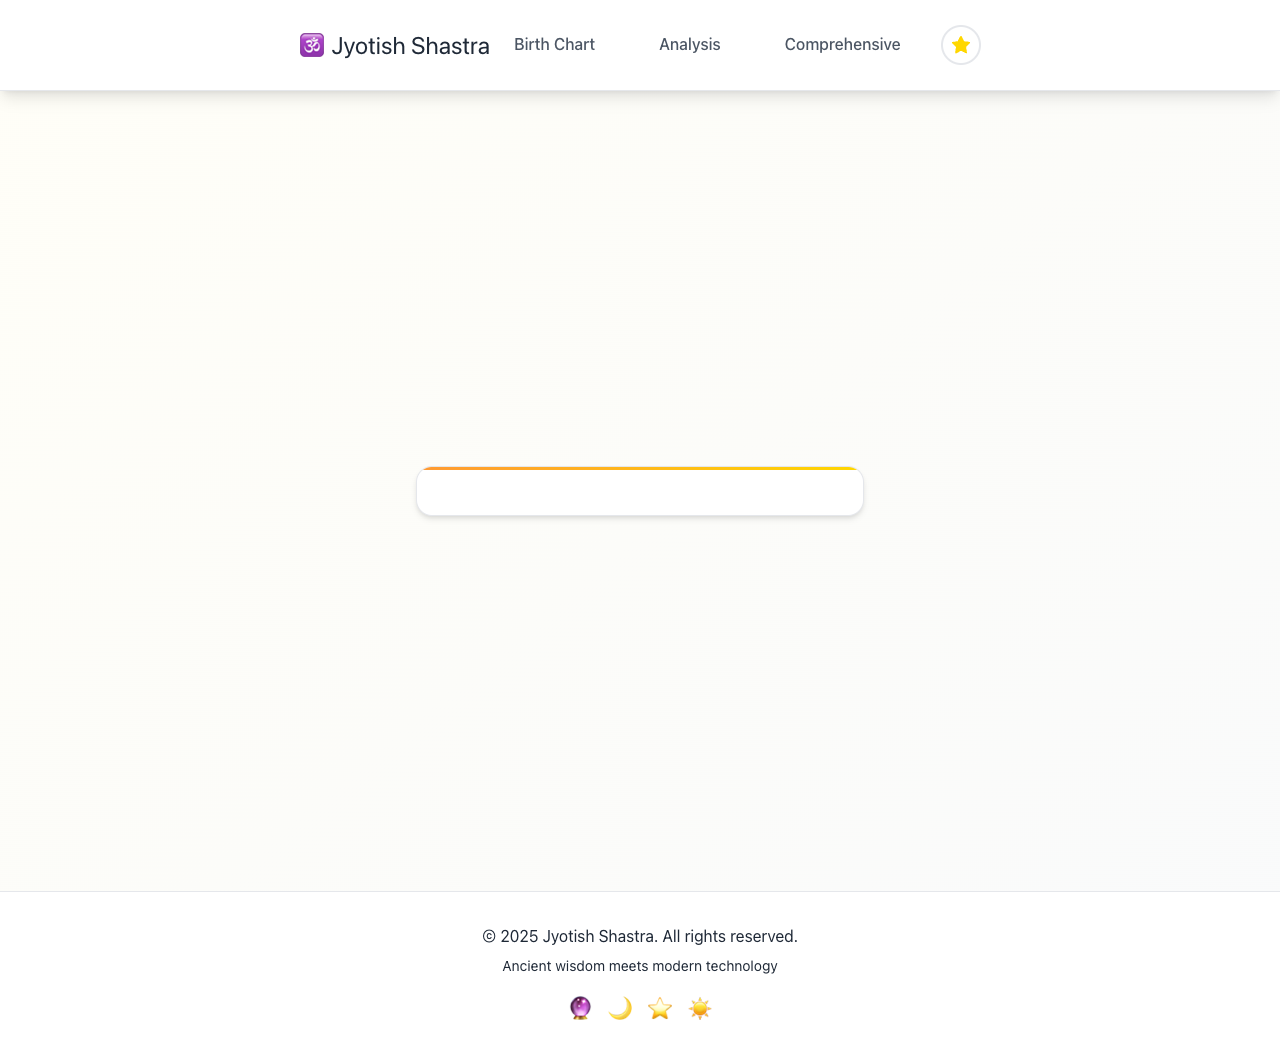 🕉️ Jyotish Shastra
Birth Chart
Analysis
Comprehensive
© 2025 Jyotish Shastra. All rights reserved.
Ancient wisdom meets modern technology